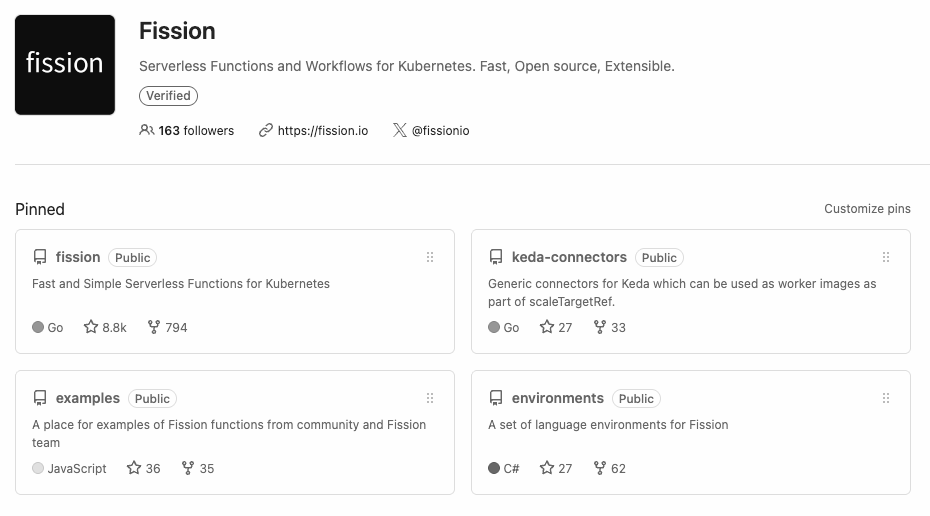 fission
Fission
Serverless Functions and Workflows for Kubernetes. Fast, Open source, Extensible.
Verified
163 followers https://fission.io @fissionio
Pinned Customize pins
fission Public
Fast and Simple Serverless Functions for Kubernetes
Go 8.8k 794
keda-connectors Public
Generic connectors for Keda which can be used as worker images as
part of scaleTargetRef.
Go 27 33
examples Public
A place for examples of Fission functions from community and Fission
team
JavaScript 36 35
environments Public
A set of language environments for Fission
C# 27 62